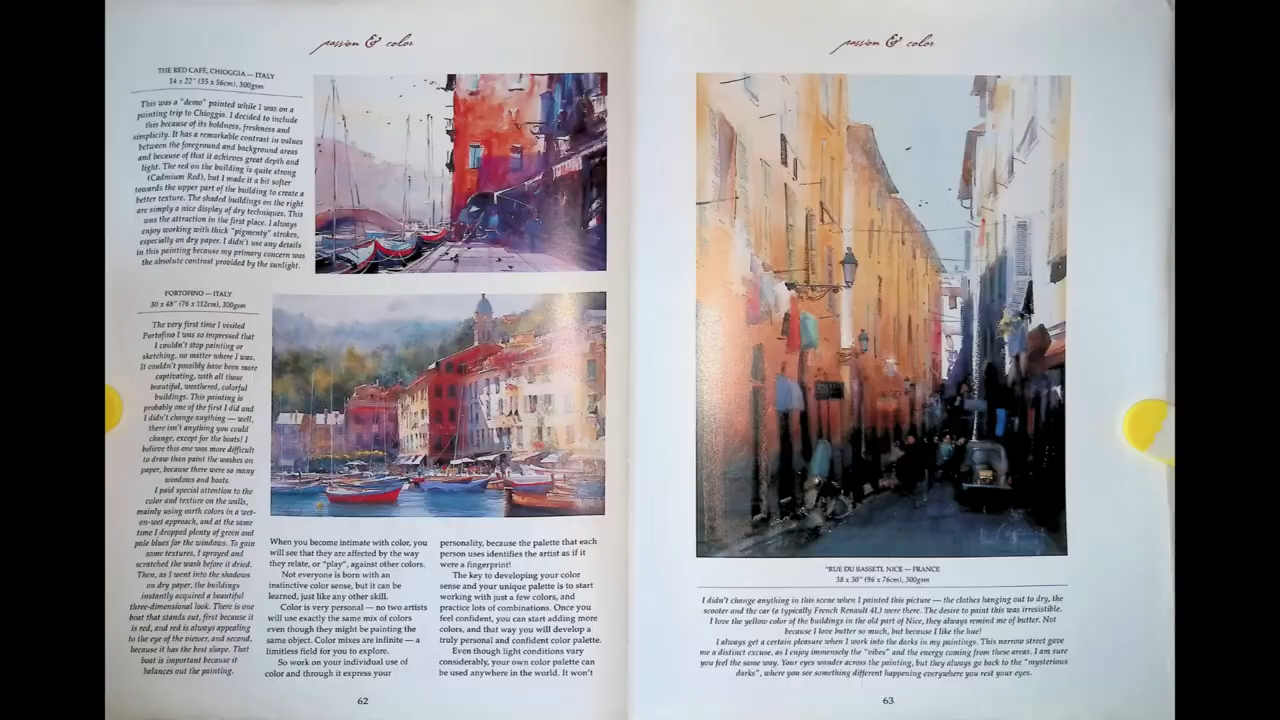 passion & color
THE RED CAFÉ, CHIOGGIA — ITALY
14 x 22" (35 x 56cm), 300gsm
This was a "demo" painted while I was on a
painting trip to Chioggia. I decided to include
this because of its boldness, freshness and
simplicity. It has a remarkable contrast in values
between the foreground and background areas
and because of that it achieves great depth and
light. The red on the building is quite strong
(Cadmium Red), but I made it a bit softer
towards the upper part of the building to create a
better texture. The shaded buildings on the right
are simply a nice display of dry techniques. This
was the attraction in the first place. I always
enjoy working with thick "pigmenty" strokes,
especially on dry paper. I didn't use any details
in this painting because my primary concern was
the absolute contrast provided by the sunlight.
PORTOFINO — ITALY
30 x 48" (76 x 112cm), 300gsm
The very first time I visited
Portofino I was so impressed that
I couldn't stop painting or
sketching, no matter where I was.
It couldn't possibly have been more
captivating, with all those
beautiful, weathered, colorful
buildings. This painting is
probably one of the first I did and
I didn't change anything — well,
there isn't anything you could
change, except for the boats! I
believe this one was more difficult
to draw than paint the washes on
paper, because there were so many
windows and boats.
I paid special attention to the
color and texture on the walls,
mainly using earth colors in a wet-
on-wet approach, and at the same
time I dropped plenty of green and
pale blues for the windows. To gain
some textures, I sprayed and
scratched the wash before it dried.
Then, as I went into the shadows
on dry paper, the buildings
instantly acquired a beautiful
three-dimensional look. There is one
boat that stands out, first because it
is red, and red is always appealing
to the eye of the viewer, and second,
because it has the best shape. That
boat is important because it
balances out the painting.
When you become intimate with color, you
will see that they are affected by the way
they relate, or "play", against other colors.
Not everyone is born with an
instinctive color sense, but it can be
learned, just like any other skill.
Color is very personal — no two artists
will use exactly the same mix of colors
even though they might be painting the
same object. Color mixes are infinite — a
limitless field for you to explore.
So work on your individual use of
color and through it express your
personality, because the palette that each
person uses identifies the artist as if it
were a fingerprint!
The key to developing your color
sense and your unique palette is to start
working with just a few colors, and
practice lots of combinations. Once you
feel confident, you can start adding more
colors, and that way you will develop a
truly personal and confident color palette.
Even though light conditions vary
considerably, your own color palette can
be used anywhere in the world. It won't
62
passion & color
"RUE DU BASSETI, NICE — FRANCE
38 x 30" (96 x 76cm), 300gsm
I didn't change anything in this scene when I painted this picture — the clothes hanging out to dry, the
scooter and the car (a typically French Renault 4L) were there. The desire to paint this was irresistible.
I love the yellow color of the buildings in the old part of Nice, they always remind me of butter. Not
because I love butter so much, but because I like the hue!
I always get a certain pleasure when I work into the darks in my paintings. This narrow street gave
me a distinct excuse, as I enjoy immensely the "vibes" and the energy coming from these areas. I am sure
you feel the same way. Your eyes wander across the painting, but they always go back to the "mysterious
darks", where you see something different happening everywhere you rest your eyes.
63